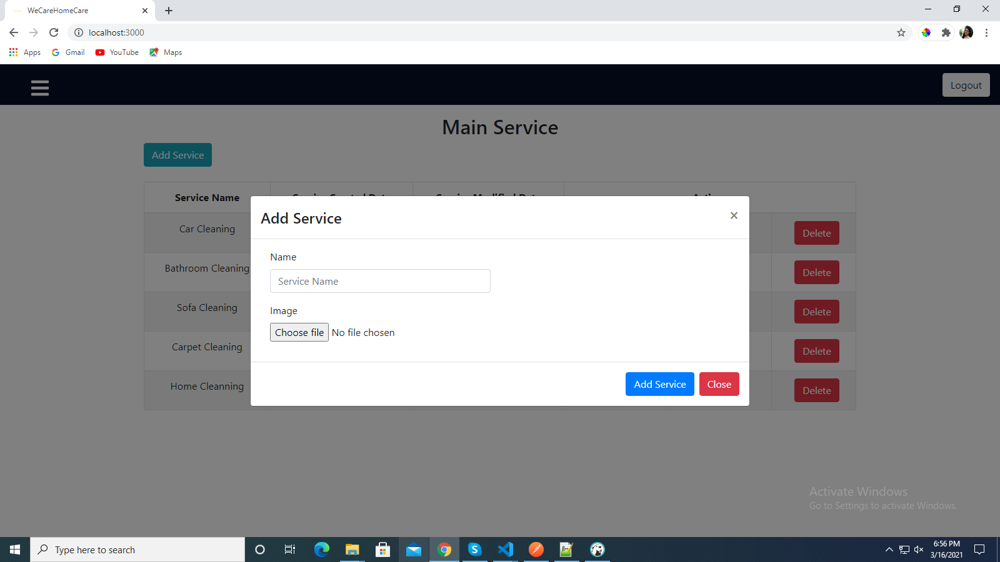 WeCareHomeCare
localhost:3000
Apps Gmail YouTube Maps
Logout
Main Service
Add Service
Service Name
Car Cleaning Delete
Bathroom Cleaning Delete
Sofa Cleaning Delete
Carpet Cleaning Delete
Home Cleanning Delete
Add Service ×
Name
Service Name
Image
Choose file No file chosen
Add Service Close
Activate Windows
Go to Settings to activate Windows.
Type here to search
6:56 PM
3/16/2021